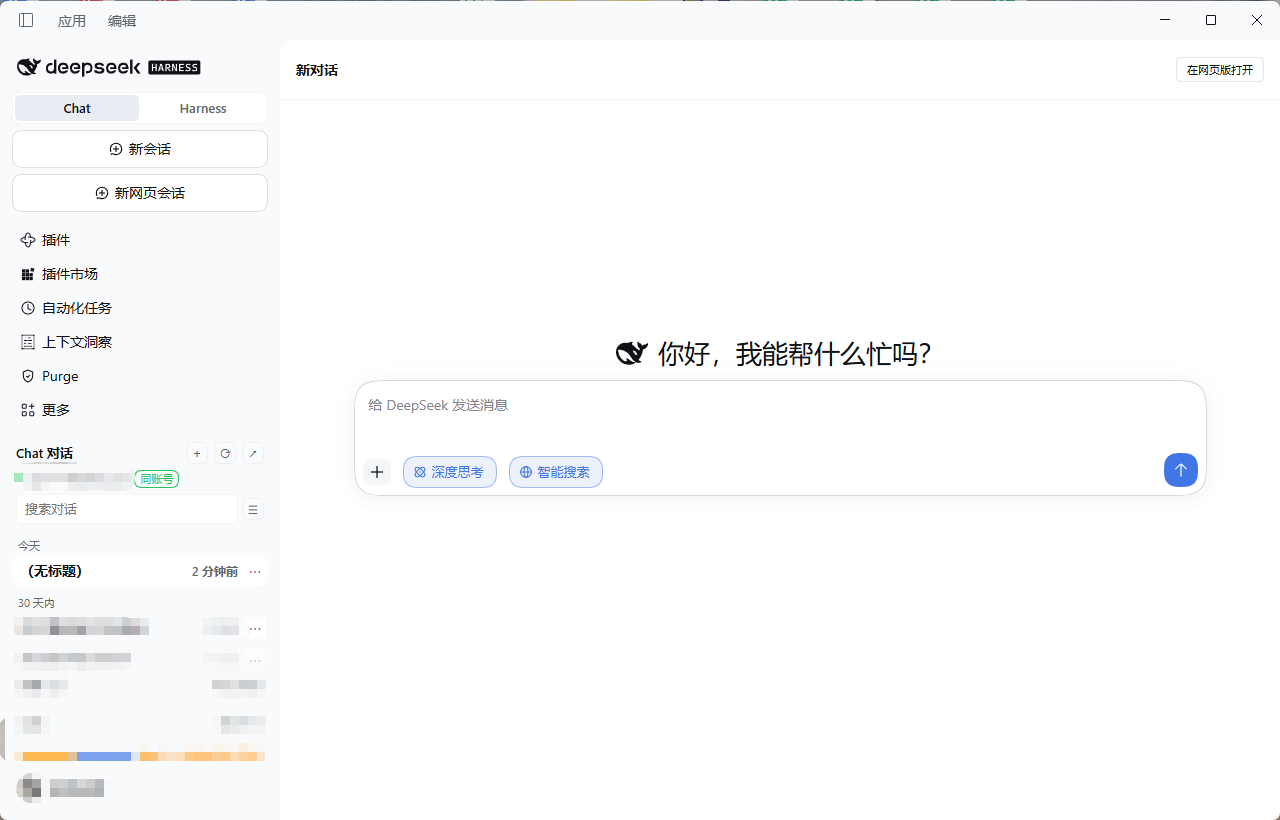 应用 编辑
deepseek HARNESS
Chat Harness
新会话
新网页会话
插件
插件市场
自动化任务
上下文洞察
Purge
更多
Chat 对话
同账号
搜索对话
今天
(无标题) 2 分钟前
30 天内
新对话
在网页版打开
你好，我能帮什么忙吗？
给 DeepSeek 发送消息
深度思考 智能搜索